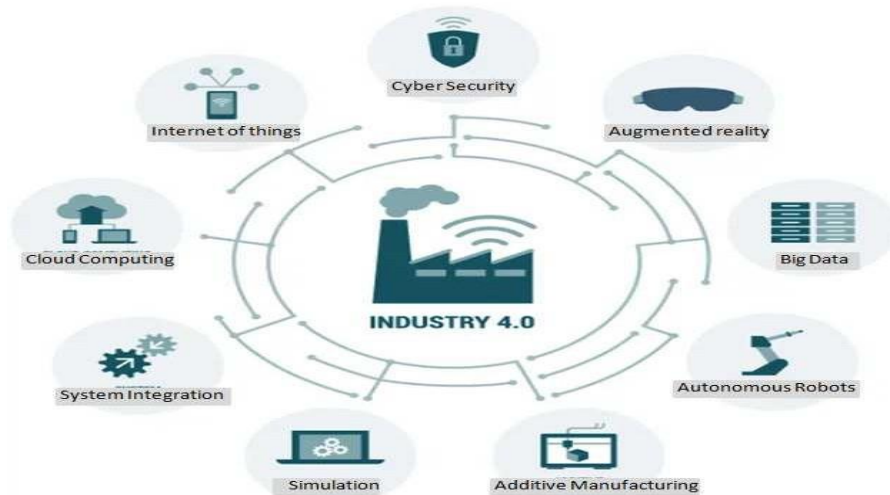 Cyber Security
Internet of things
Augmented reality
Cloud Computing
Big Data
INDUSTRY 4.0
System Integration
Autonomous Robots
Simulation
Additive Manufacturing